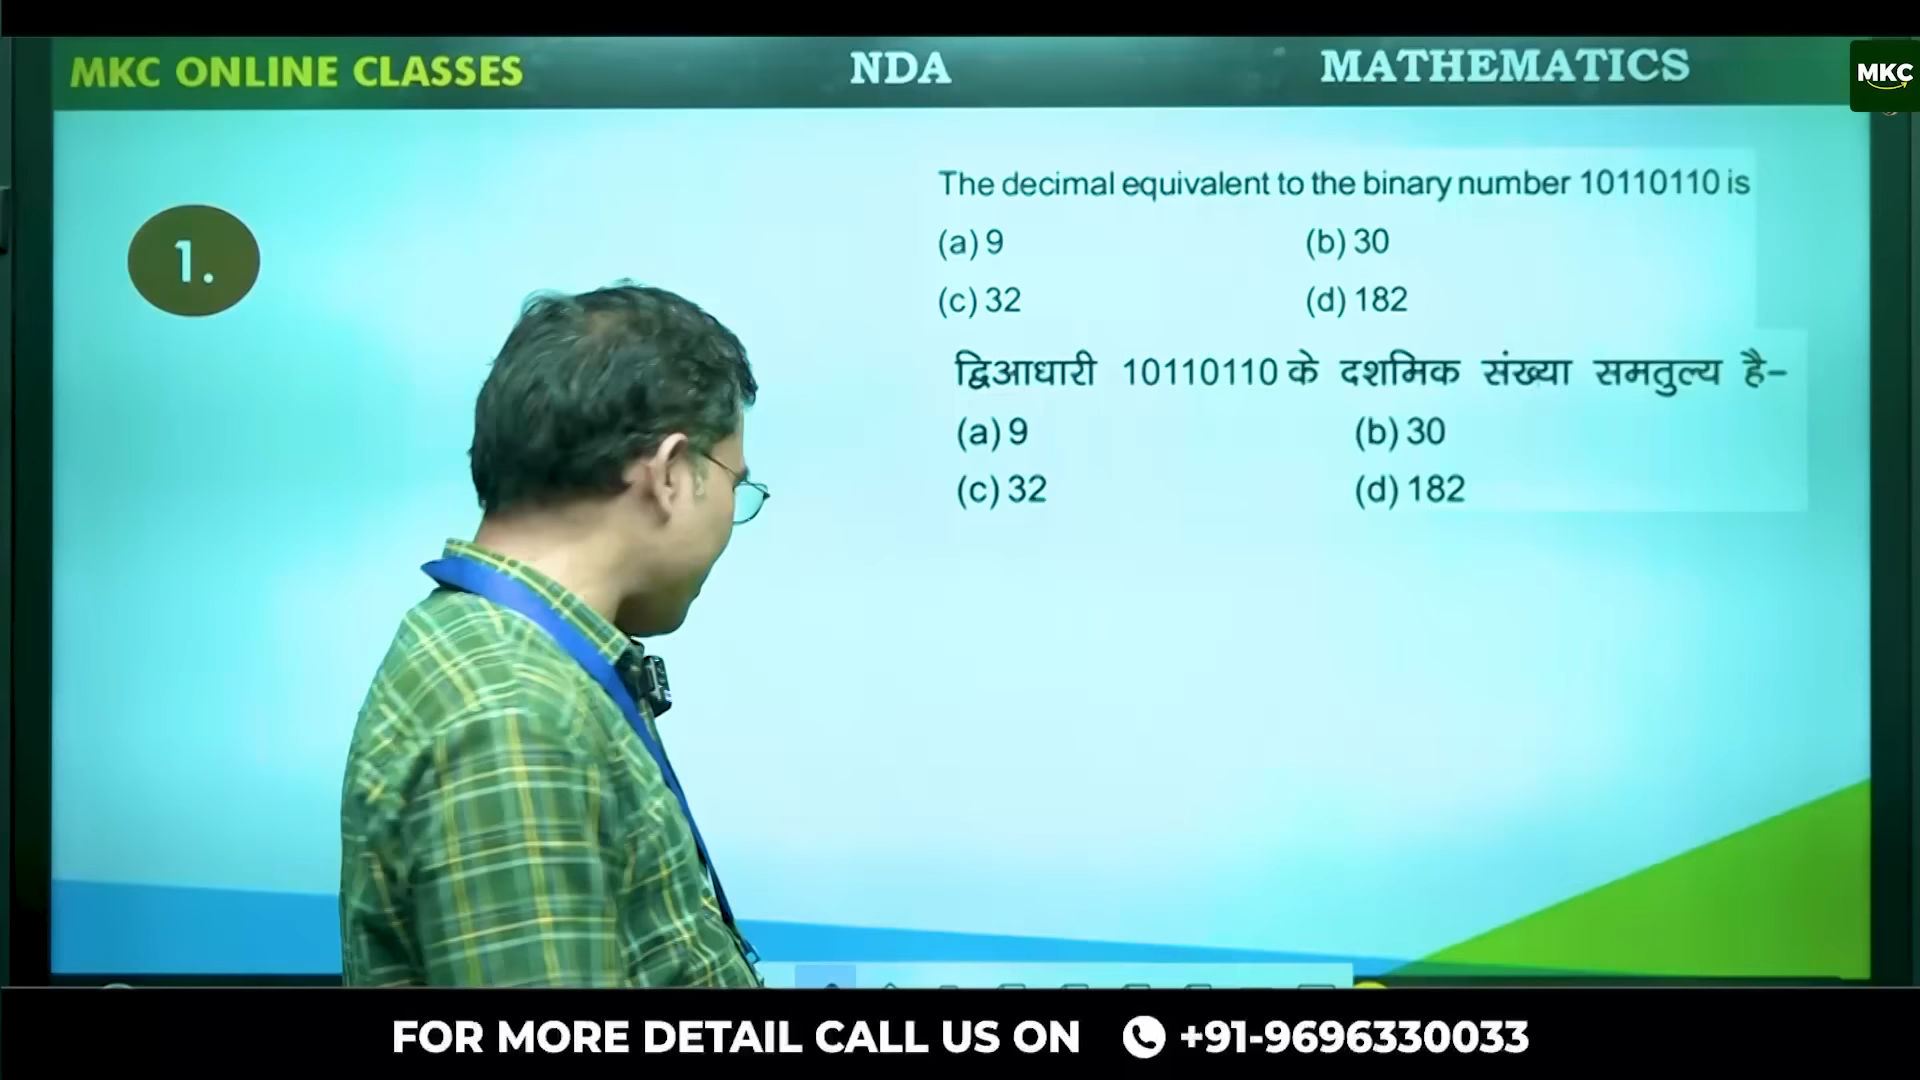 MKC ONLINE CLASSES NDA MATHEMATICS
MKC
1.
The decimal equivalent to the binary number 10110110 is
(a) 9 (b) 30
(c) 32 (d) 182
द्विआधारी 10110110 के दशमिक संख्या समतुल्य है–
(a) 9 (b) 30
(c) 32 (d) 182
FOR MORE DETAIL CALL US ON +91-9696330033